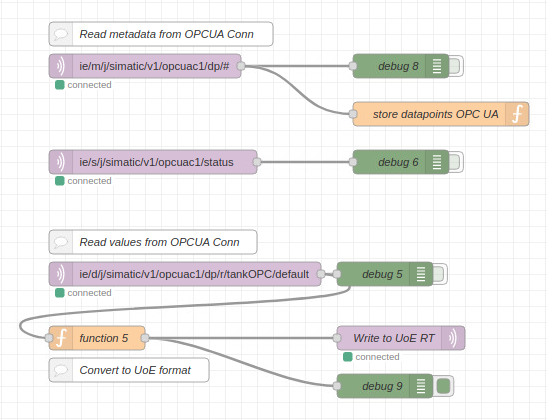 Read metadata from OPCUA Conn
ie/m/j/simatic/v1/opcuac1/dp/#
debug 8
connected
store datapoints OPC UA
ie/s/j/simatic/v1/opcuac1/status
debug 6
connected
Read values from OPCUA Conn
ie/d/j/simatic/v1/opcuac1/dp/r/tankOPC/default
debug 5
connected
function 5
Write to UoE RT
connected
Convert to UoE format
debug 9